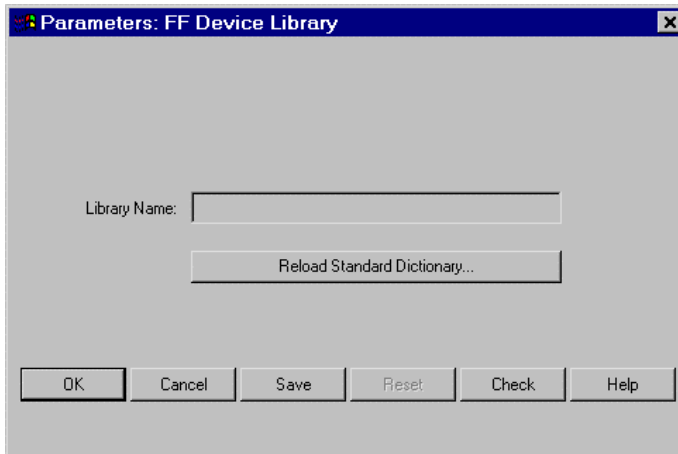 Parameters: FF Device Library
Library Name:
Reload Standard Dictionary...
OK Cancel Save Reset Check Help